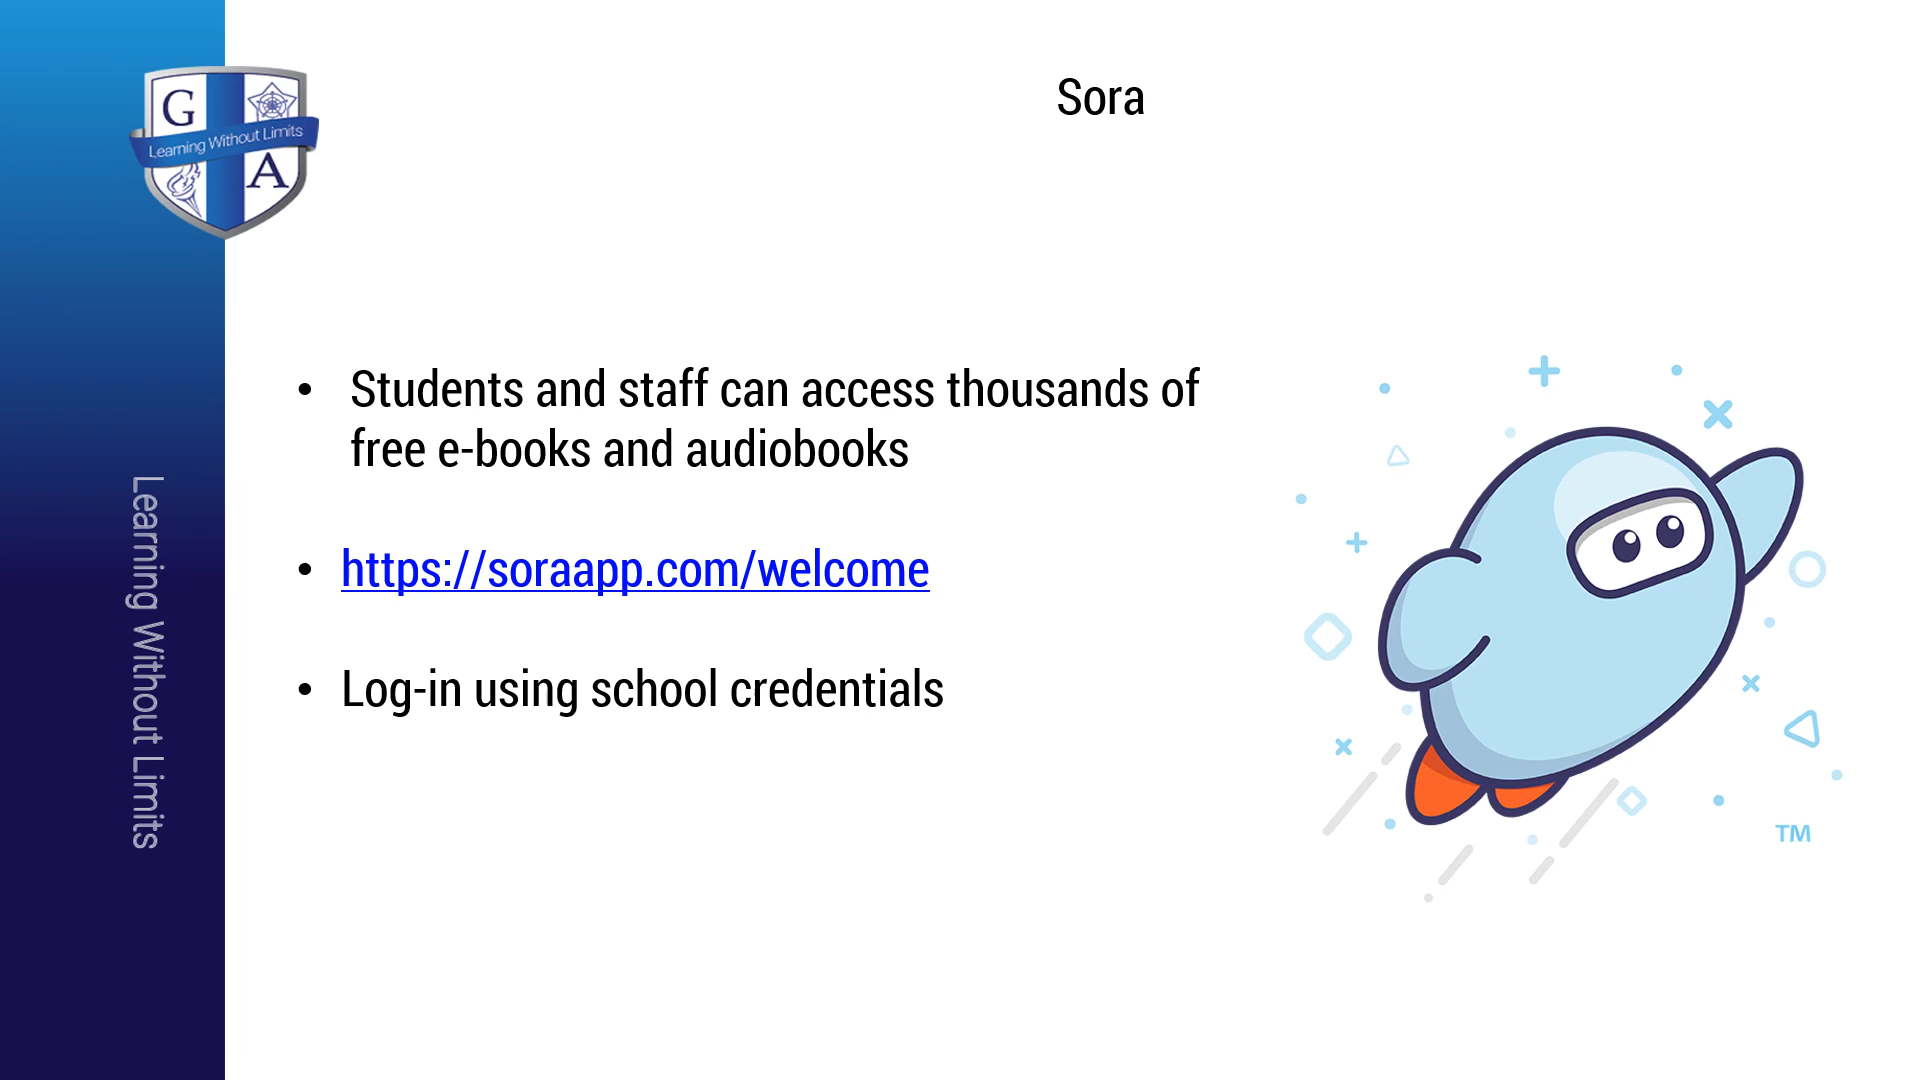 G
Learning Without Limits
A
Sora
• Students and staff can access thousands of
free e-books and audiobooks
• https://soraapp.com/welcome
• Log-in using school credentials
Learning Without Limits
TM